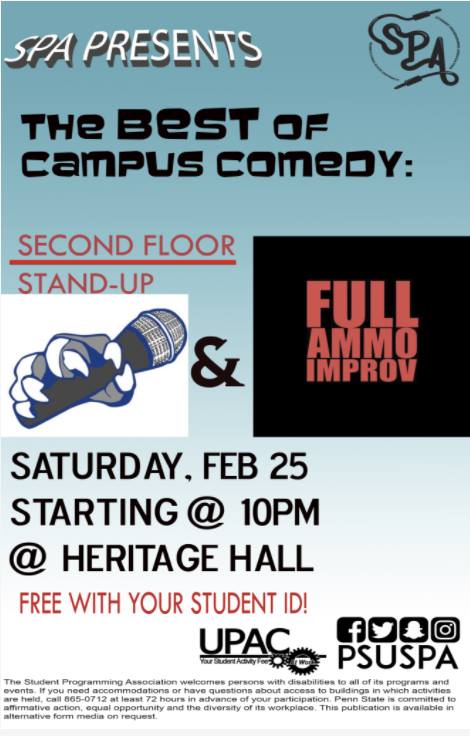 SPA PRESENTS
SPA
THE BEST OF
CAMPUS COMEDY:
SECOND FLOOR
STAND-UP
&
FULL
AMMO
IMPROV
SATURDAY, FEB 25
STARTING @ 10PM
@ HERITAGE HALL
FREE WITH YOUR STUDENT ID!
UPAC
Your Student Activity Fee @ Work
PSUSPA
The Student Programming Association welcomes persons with disabilities to all of its programs and
events. If you need accommodations or have questions about access to buildings in which activities
are held, call 865-0712 at least 72 hours in advance of your participation. Penn State is committed to
affirmative action, equal opportunity and the diversity of its workplace. This publication is available in
alternative form media on request.